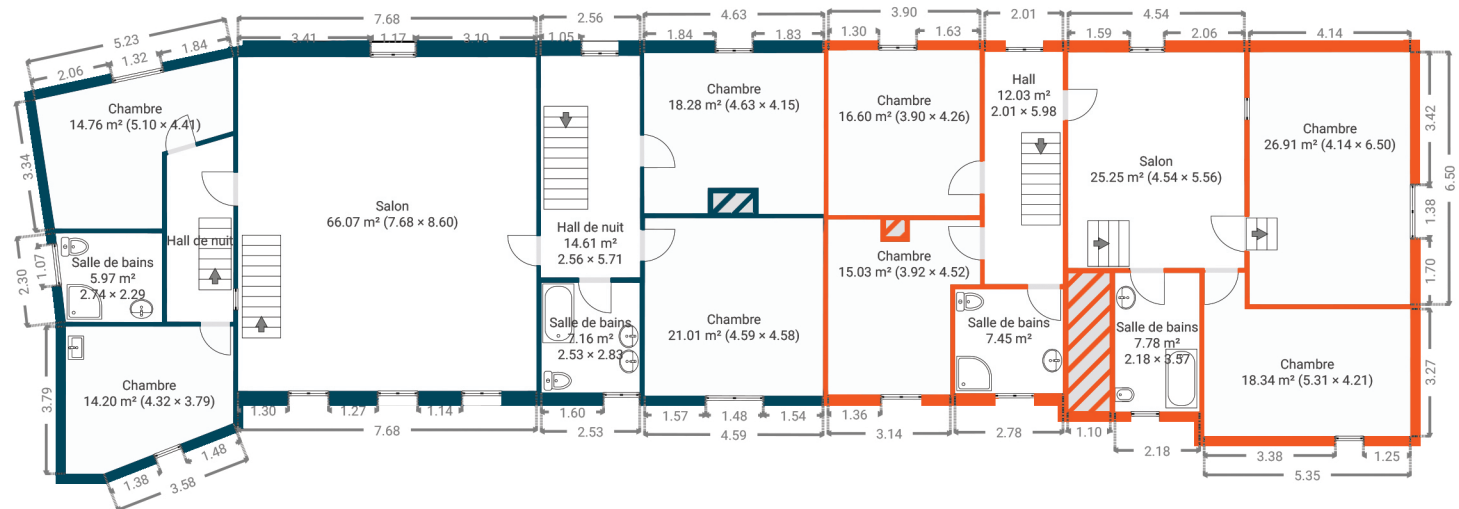 7.68
2.56
4.63
3.90
2.01
4.54
4.14
5.23
2.06
1.32
1.84
3.41
1.17
3.10
1.05
1.84
1.83
1.30
1.63
1.59
2.06
Chambre
14.76 m² (5.10 × 4.41)
Chambre
18.28 m² (4.63 × 4.15)
Chambre
16.60 m² (3.90 × 4.26)
Hall
12.03 m²
2.01 × 5.98
Chambre
26.91 m² (4.14 × 6.50)
3.42
6.50
1.38
1.70
3.34
Salon
66.07 m² (7.68 × 8.60)
Salon
25.25 m² (4.54 × 5.56)
Hall de nuit
Hall de nuit
14.61 m²
2.56 × 5.71
2.30
1.07
Salle de bains
5.97 m²
2.74 × 2.29
Chambre
15.03 m² (3.92 × 4.52)
Salle de bains
7.16 m²
2.53 × 2.83
Chambre
21.01 m² (4.59 × 4.58)
Salle de bains
7.45 m²
Salle de bains
7.78 m²
2.18 × 3.57
Chambre
18.34 m² (5.31 × 4.21)
3.27
3.79
Chambre
14.20 m² (4.32 × 3.79)
1.30
1.27
1.14
1.60
1.57
1.48
1.54
1.36
7.68
2.53
4.59
3.14
2.78
1.10
2.18
3.38
1.25
5.35
1.38
1.48
3.58